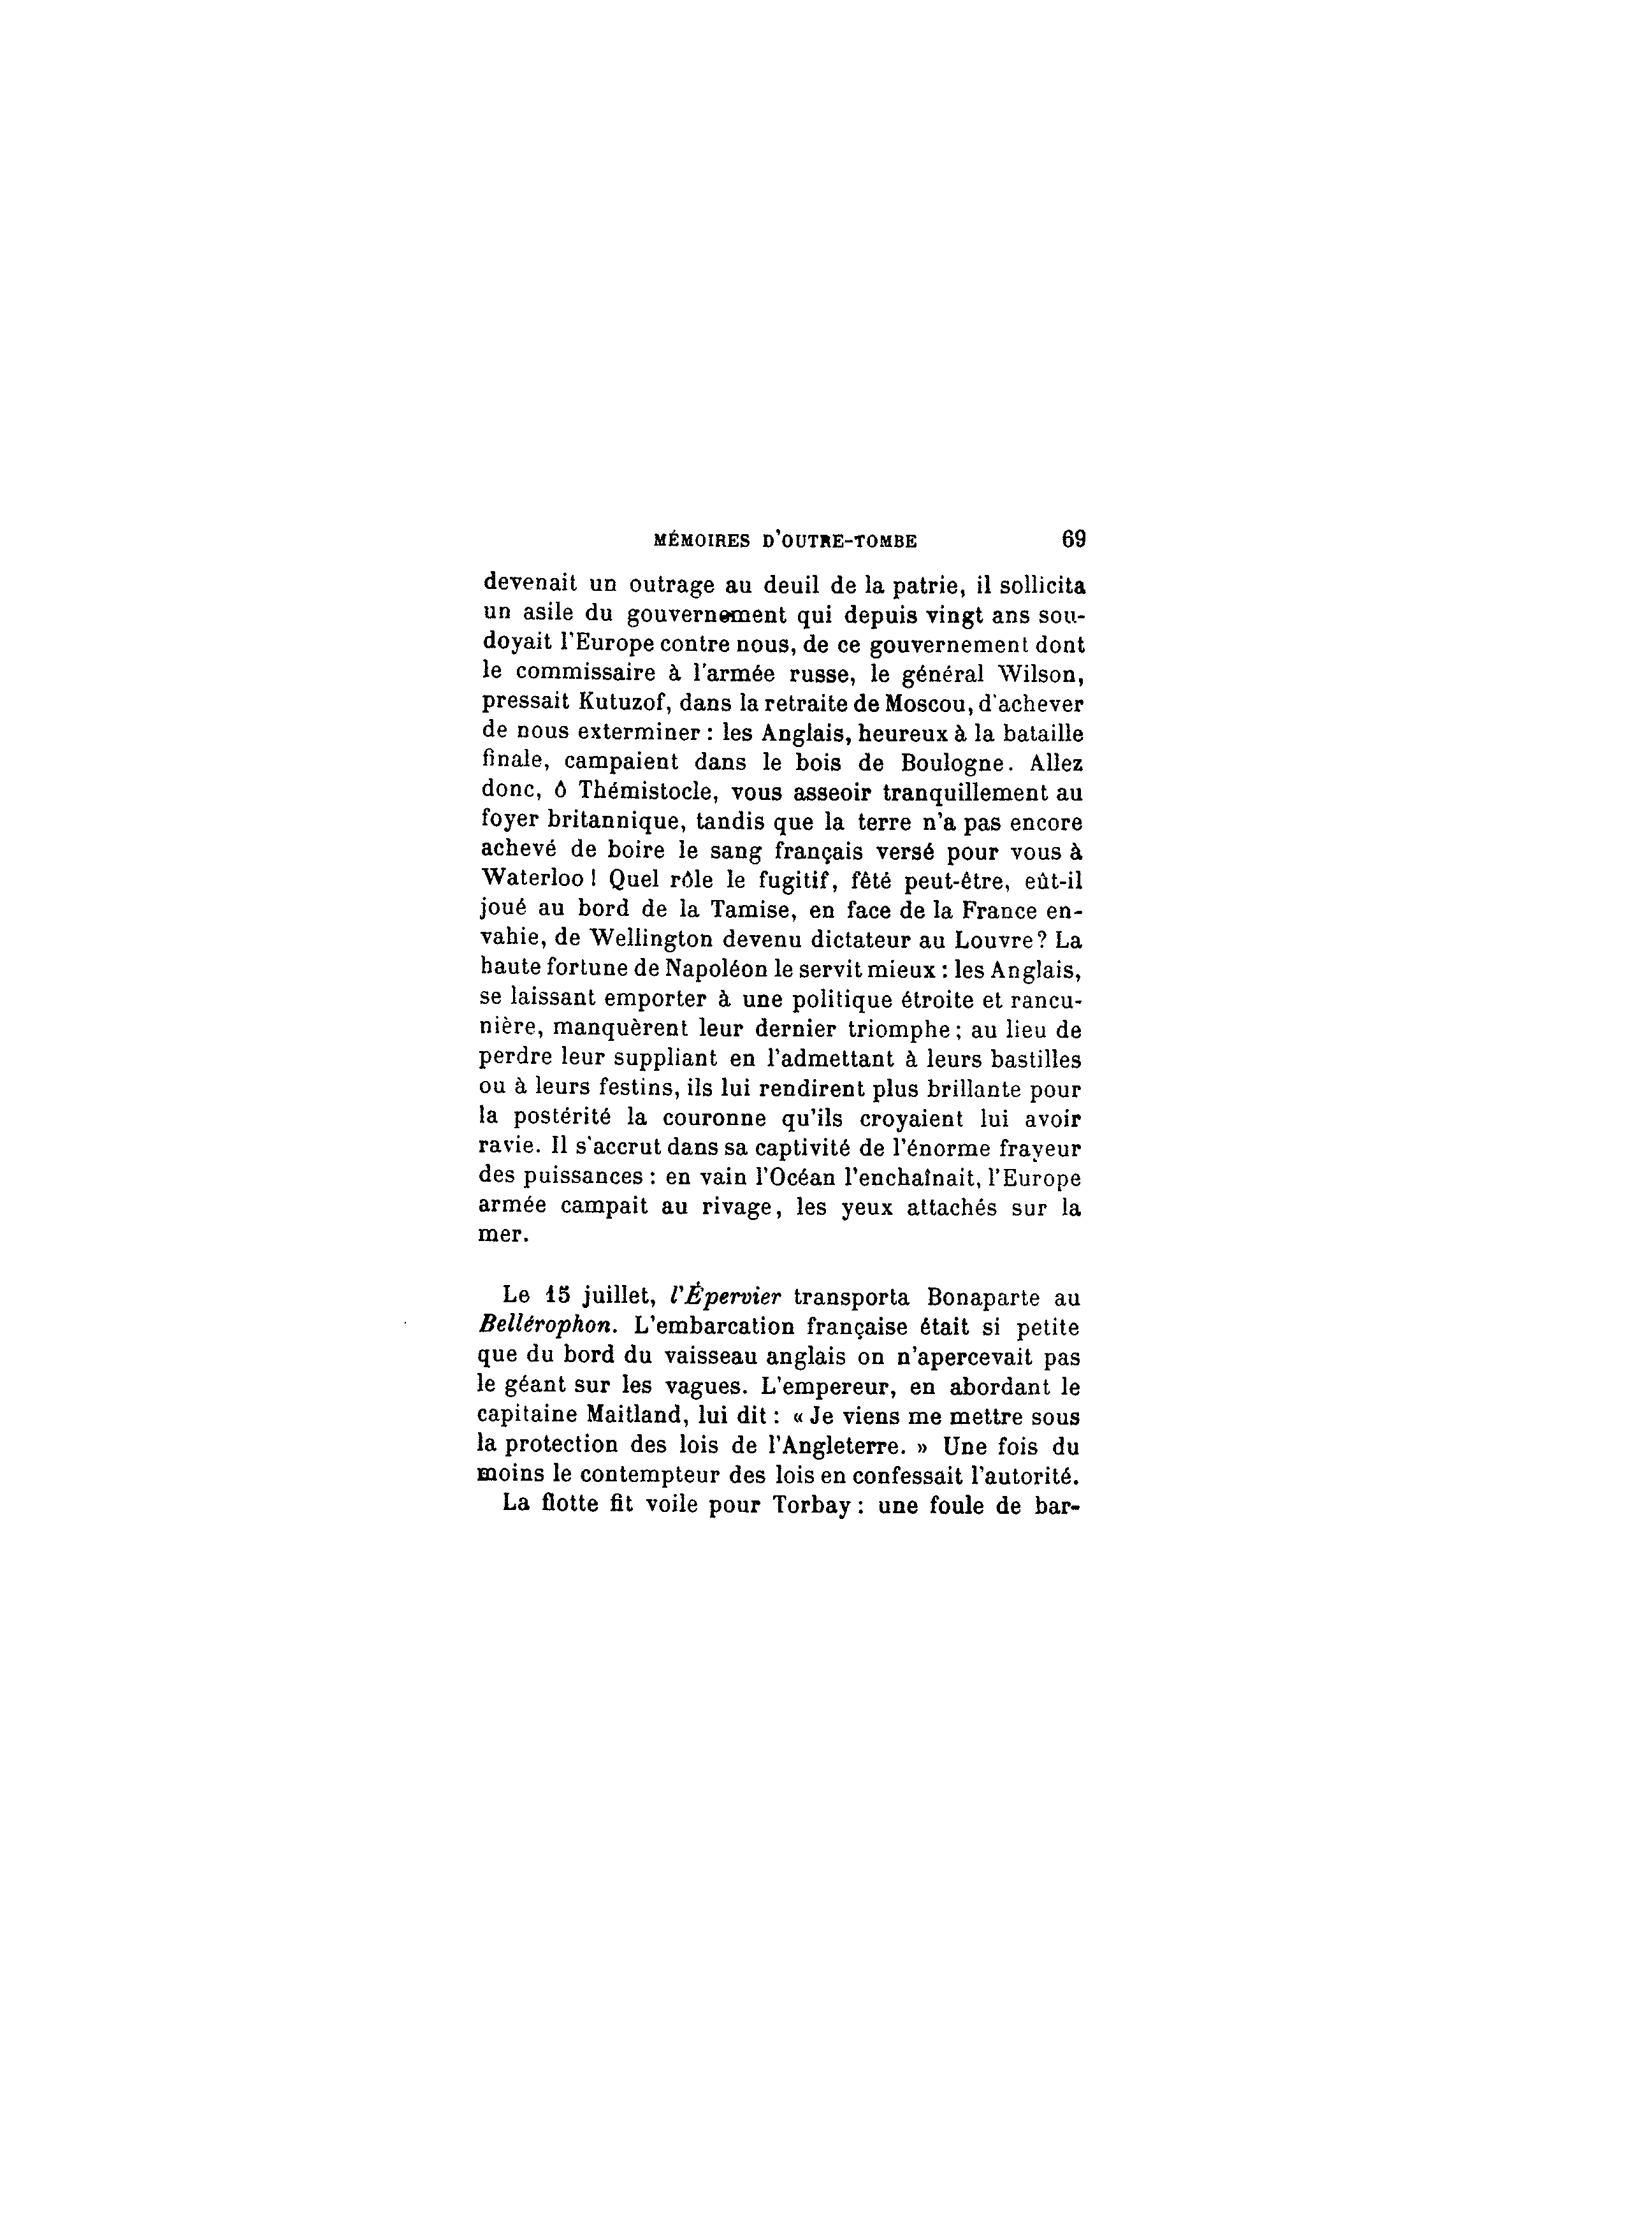 MÉMOIRES D'OUTRE-TOMBE 69
devenait un outrage au deuil de la patrie, il sollicita
un asile du gouvernement qui depuis vingt ans sou-
doyait l'Europe contre nous, de ce gouvernement dont
le commissaire à l'armée russe, le général Wilson,
pressait Kutuzof, dans la retraite de Moscou, d'achever
de nous exterminer : les Anglais, heureux à la bataille
finale, campaient dans le bois de Boulogne. Allez
donc, ô Thémistocle, vous asseoir tranquillement au
foyer britannique, tandis que la terre n'a pas encore
achevé de boire le sang français versé pour vous à
Waterloo ! Quel rôle le fugitif, fêté peut-être, eût-il
joué au bord de la Tamise, en face de la France en-
vahie, de Wellington devenu dictateur au Louvre? La
haute fortune de Napoléon le servit mieux : les Anglais,
se laissant emporter à une politique étroite et rancu-
nière, manquèrent leur dernier triomphe; au lieu de
perdre leur suppliant en l'admettant à leurs bastilles
ou à leurs festins, ils lui rendirent plus brillante pour
la postérité la couronne qu'ils croyaient lui avoir
ravie. Il s'accrut dans sa captivité de l'énorme frayeur
des puissances : en vain l'Océan l'enchaînait, l'Europe
armée campait au rivage, les yeux attachés sur la
mer.
Le 15 juillet, l'Épervier transporta Bonaparte au
Bellérophon. L'embarcation française était si petite
que du bord du vaisseau anglais on n'apercevait pas
le géant sur les vagues. L'empereur, en abordant le
capitaine Maitland, lui dit : « Je viens me mettre sous
la protection des lois de l'Angleterre. » Une fois du
moins le contempteur des lois en confessait l'autorité.
La flotte fit voile pour Torbay : une foule de bar-